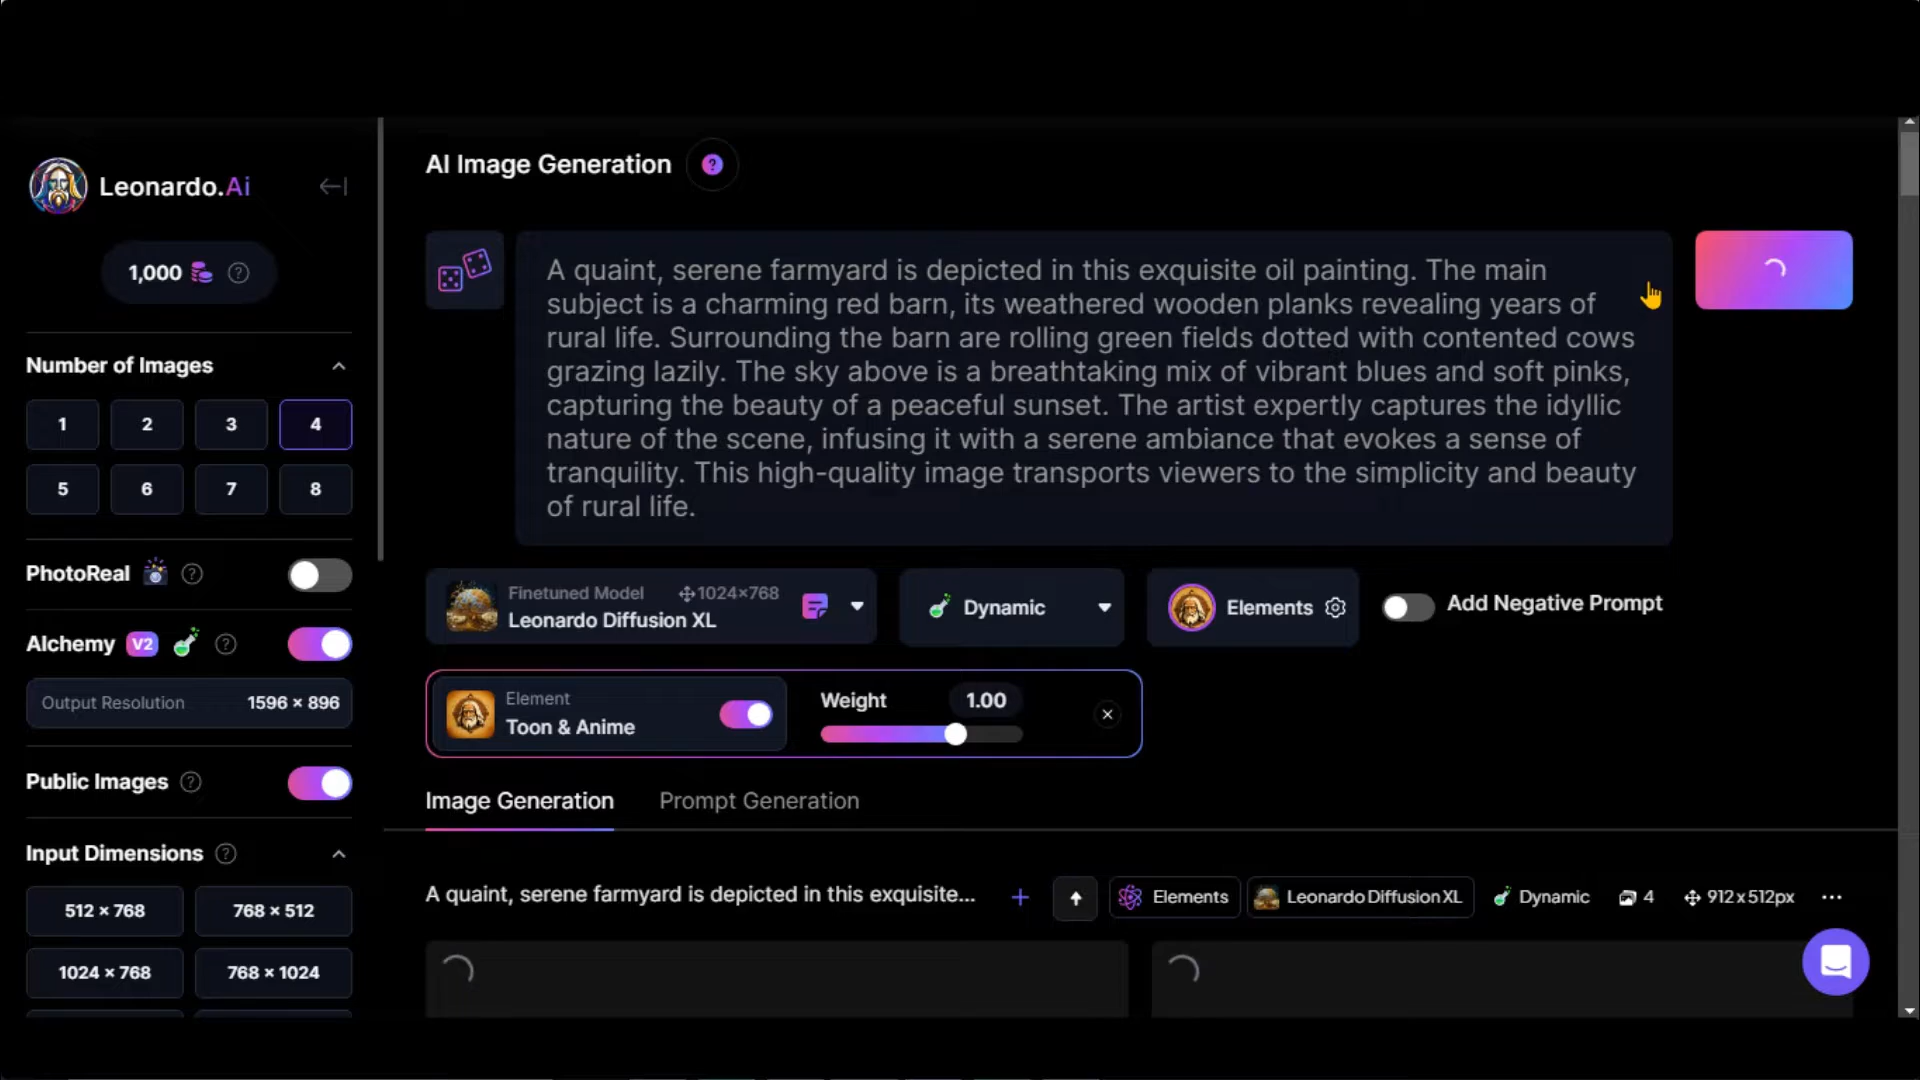 Leonardo.Ai
1,000
Number of Images
1 2 3 4
5 6 7 8
PhotoReal
Alchemy V2
Output Resolution 1596 × 896
Public Images
Input Dimensions
512 × 768 768 × 512
1024 × 768 768 × 1024
AI Image Generation
A quaint, serene farmyard is depicted in this exquisite oil painting. The main
subject is a charming red barn, its weathered wooden planks revealing years of
rural life. Surrounding the barn are rolling green fields dotted with contented cows
grazing lazily. The sky above is a breathtaking mix of vibrant blues and soft pinks,
capturing the beauty of a peaceful sunset. The artist expertly captures the idyllic
nature of the scene, infusing it with a serene ambiance that evokes a sense of
tranquility. This high-quality image transports viewers to the simplicity and beauty
of rural life.
Finetuned Model 1024×768
Leonardo Diffusion XL
Dynamic
Elements
Add Negative Prompt
Element
Toon & Anime
Weight 1.00
Image Generation Prompt Generation
A quaint, serene farmyard is depicted in this exquisite... Elements Leonardo Diffusion XL Dynamic 4 912x512px